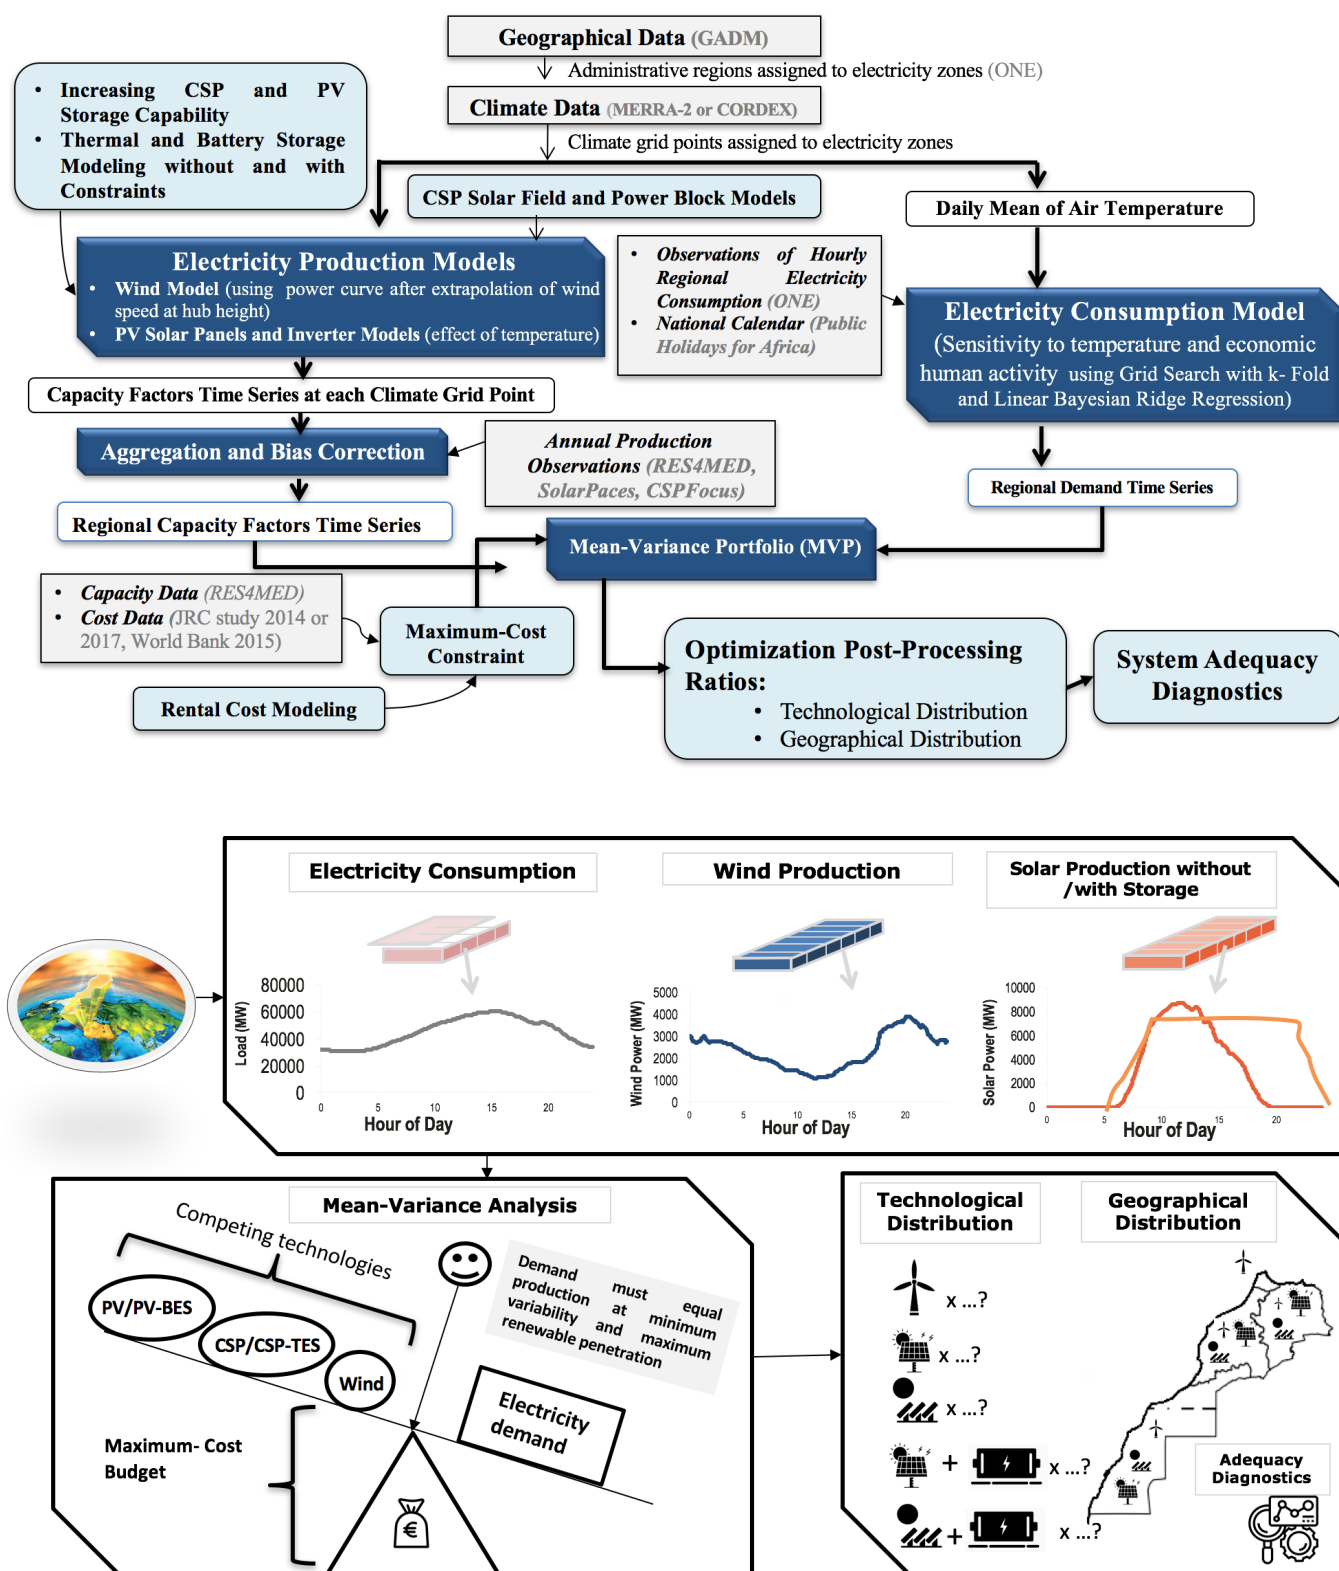 Geographical Data (GADM)
Administrative regions assigned to electricity zones (ONE)
Climate Data (MERRA-2 or CORDEX)
Climate grid points assigned to electricity zones
• Increasing CSP and PV
Storage Capability
• Thermal and Battery Storage
Modeling without and with
Constraints
CSP Solar Field and Power Block Models
Daily Mean of Air Temperature
Electricity Production Models
• Wind Model (using power curve after extrapolation of wind
speed at hub height)
• PV Solar Panels and Inverter Models (effect of temperature)
• Observations of Hourly
Regional Electricity
Consumption (ONE)
• National Calendar (Public
Holidays for Africa)
Electricity Consumption Model
(Sensitivity to temperature and economic
human activity using Grid Search with k- Fold
and Linear Bayesian Ridge Regression)
Capacity Factors Time Series at each Climate Grid Point
Aggregation and Bias Correction
Annual Production
Observations (RES4MED,
SolarPaces, CSPFocus)
Regional Demand Time Series
Regional Capacity Factors Time Series
Mean-Variance Portfolio (MVP)
• Capacity Data (RES4MED)
• Cost Data (JRC study 2014 or
2017, World Bank 2015)
Maximum-Cost
Constraint
Rental Cost Modeling
Optimization Post-Processing
Ratios:
• Technological Distribution
• Geographical Distribution
System Adequacy
Diagnostics
Electricity Consumption
Wind Production
Solar Production without
/with Storage
Load (MW)
80000
60000
40000
20000
0
0 5 10 15 20
Hour of Day
Wind Power (MW)
5000
4000
3000
2000
1000
0
0 5 10 15 20
Hour of Day
Solar Power (MW)
10000
8000
6000
4000
2000
0
0 5 10 15 20
Hour of Day
Mean-Variance Analysis
Competing technologies
PV/PV-BES
CSP/CSP-TES
Wind
Demand must equal
production at minimum
variability and maximum
renewable penetration
Electricity
demand
Maximum- Cost
Budget
€
Technological
Distribution
Geographical
Distribution
x ...?
x ...?
x ...?
+ x ...?
+ x ...?
Adequacy
Diagnostics